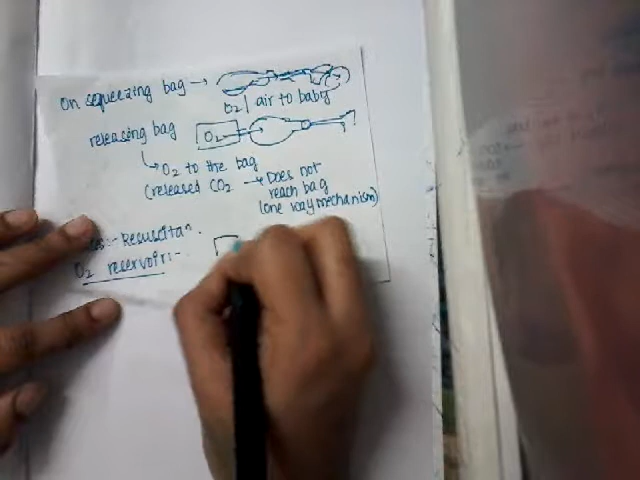 On squeezing bag →
O2 / air to baby
releasing bag O2
↳ O2 to the bag
(released CO2 → Does not
reach bag
(one way mechanism)
:- Resuscitan.
O2 reservoir:-